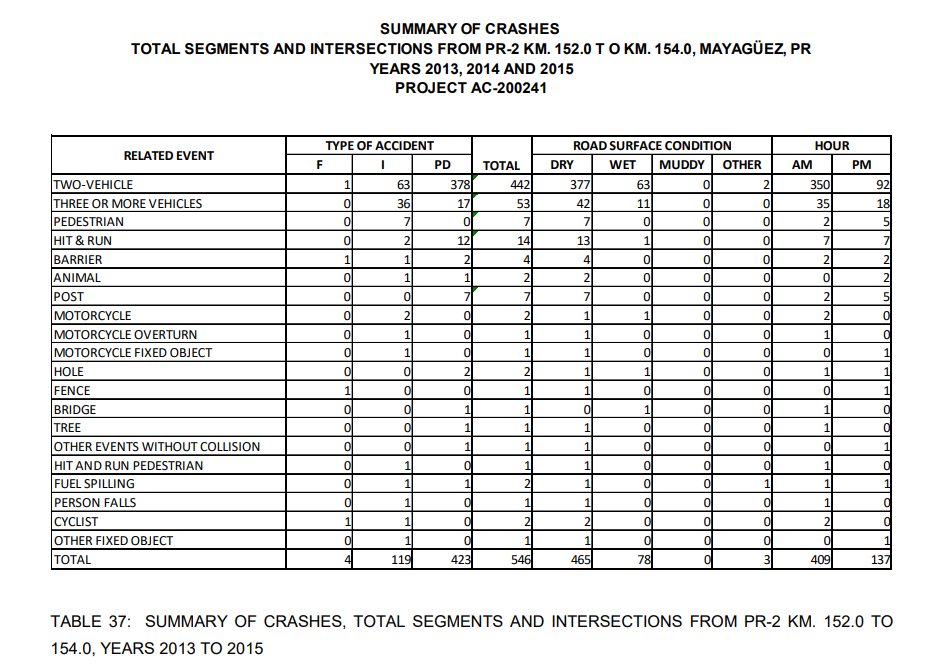 SUMMARY OF CRASHES
TOTAL SEGMENTS AND INTERSECTIONS FROM PR-2 KM. 152.0 T O KM. 154.0, MAYAGÜEZ, PR
YEARS 2013, 2014 AND 2015
PROJECT AC-200241
RELATED EVENT TYPE OF ACCIDENT TOTAL ROAD SURFACE CONDITION HOUR
F I PD DRY WET MUDDY OTHER AM PM
TWO-VEHICLE 1 63 378 442 377 63 0 2 350 92
THREE OR MORE VEHICLES 0 36 17 53 42 11 0 0 35 18
PEDESTRIAN 0 7 0 7 7 0 0 0 2 5
HIT & RUN 0 2 12 14 13 1 0 0 7 7
BARRIER 1 1 2 4 4 0 0 0 2 2
ANIMAL 0 1 1 2 2 0 0 0 0 2
POST 0 0 7 7 7 0 0 0 2 5
MOTORCYCLE 0 2 0 2 1 1 0 0 2 0
MOTORCYCLE OVERTURN 0 1 0 1 1 0 0 0 1 0
MOTORCYCLE FIXED OBJECT 0 1 0 1 1 0 0 0 0 1
HOLE 0 0 2 2 1 1 0 0 1 1
FENCE 1 0 0 1 1 0 0 0 0 1
BRIDGE 0 0 1 1 0 1 0 0 1 0
TREE 0 0 1 1 1 0 0 0 1 0
OTHER EVENTS WITHOUT COLLISION 0 0 1 1 1 0 0 0 0 1
HIT AND RUN PEDESTRIAN 0 1 0 1 1 0 0 0 1 0
FUEL SPILLING 0 1 1 2 1 0 0 1 1 1
PERSON FALLS 0 1 0 1 1 0 0 0 1 0
CYCLIST 1 1 0 2 2 0 0 0 2 0
OTHER FIXED OBJECT 0 1 0 1 1 0 0 0 0 1
TOTAL 4 119 423 546 465 78 0 3 409 137
TABLE 37: SUMMARY OF CRASHES, TOTAL SEGMENTS AND INTERSECTIONS FROM PR-2 KM. 152.0 TO
154.0, YEARS 2013 TO 2015